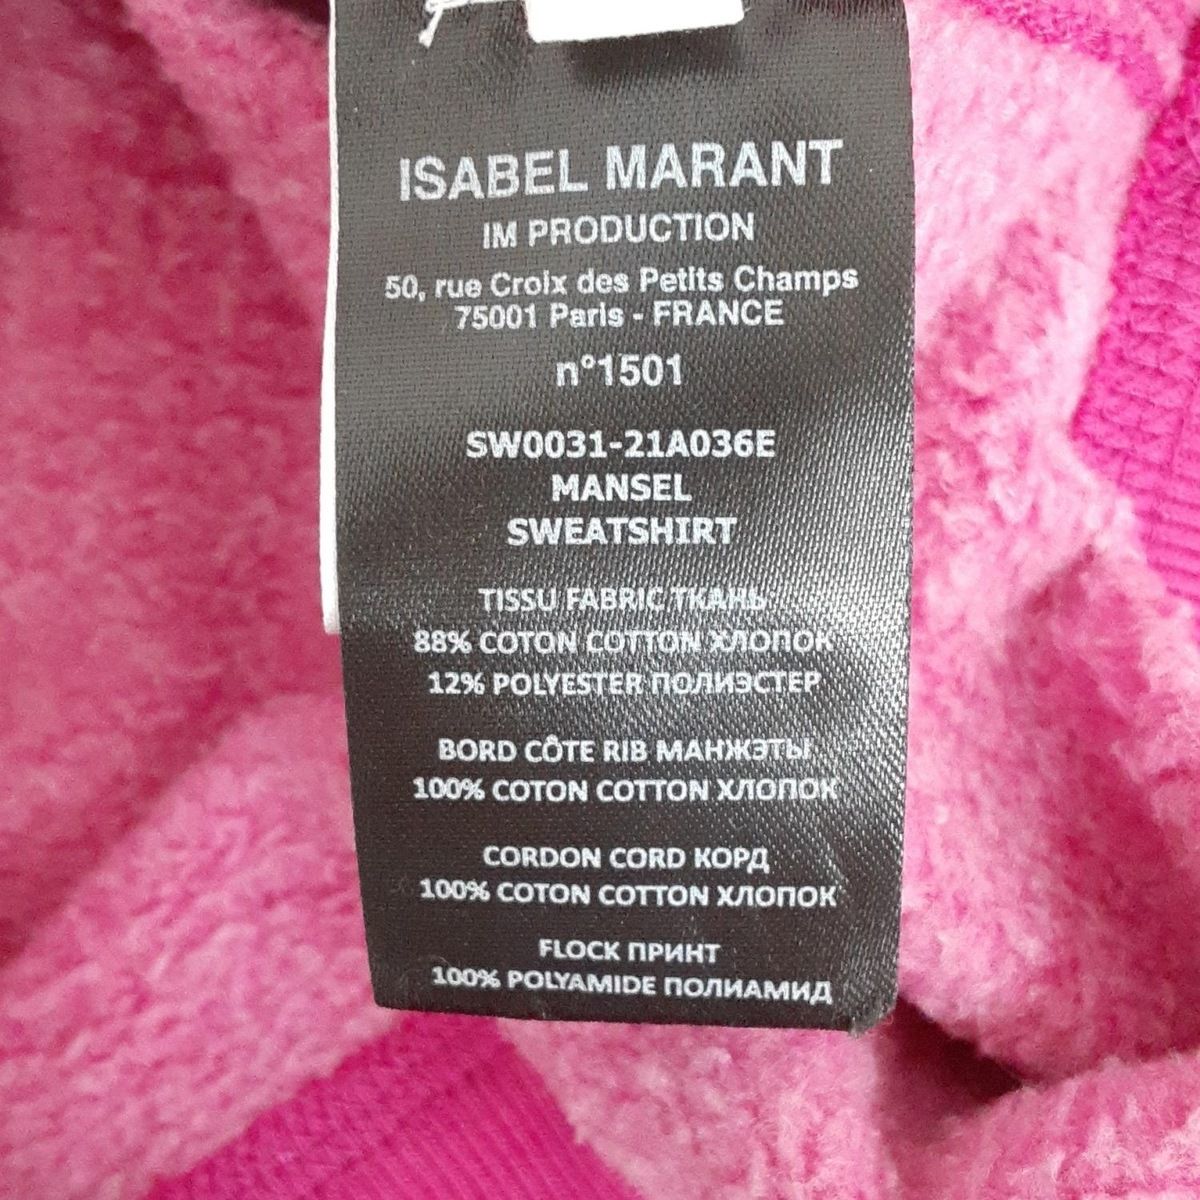 ISABEL MARANT
IM PRODUCTION
50, rue Croix des Petits Champs
75001 Paris - FRANCE
n°1501
SW0031-21A036E
MANSEL
SWEATSHIRT
TISSU FABRIC ТКАНЬ
88% COTON COTTON ХЛОПОК
12% POLYESTER ПОЛИЭСТЕР
BORD CÔTE RIB МАНЖЭТЫ
100% COTON COTTON ХЛОПОК
CORDON CORD КОРД
100% COTON COTTON ХЛОПОК
FLOCK ПРИНТ
100% POLYAMIDE ПОЛИАМИД